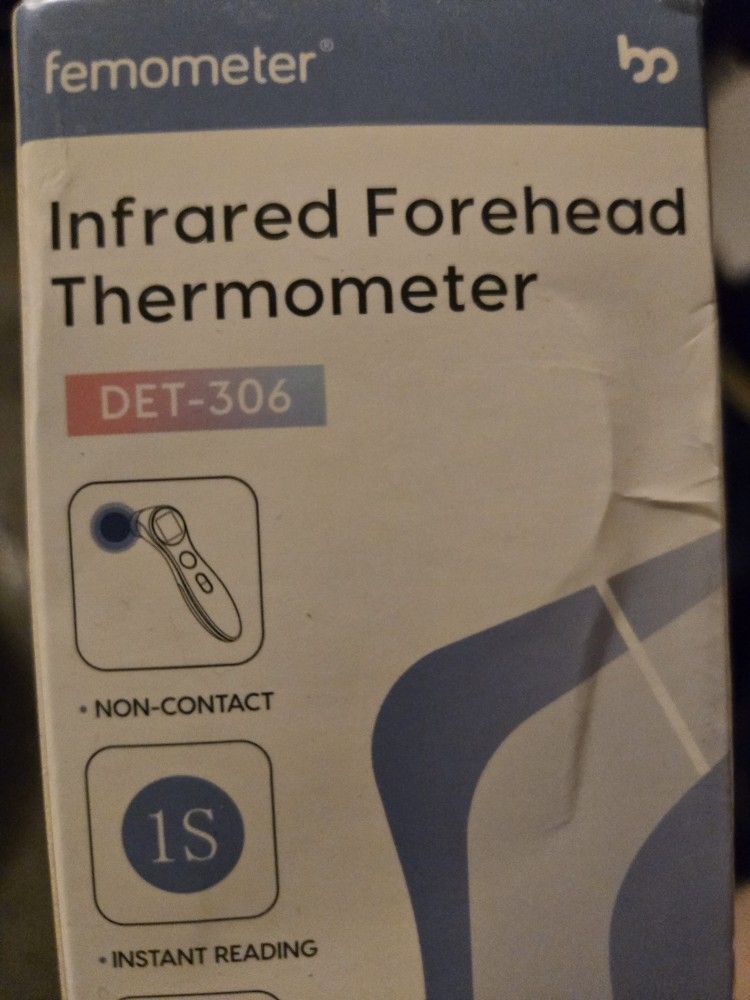 femometer®
Infrared Forehead
Thermometer
DET-306
• NON-CONTACT
1S
• INSTANT READING